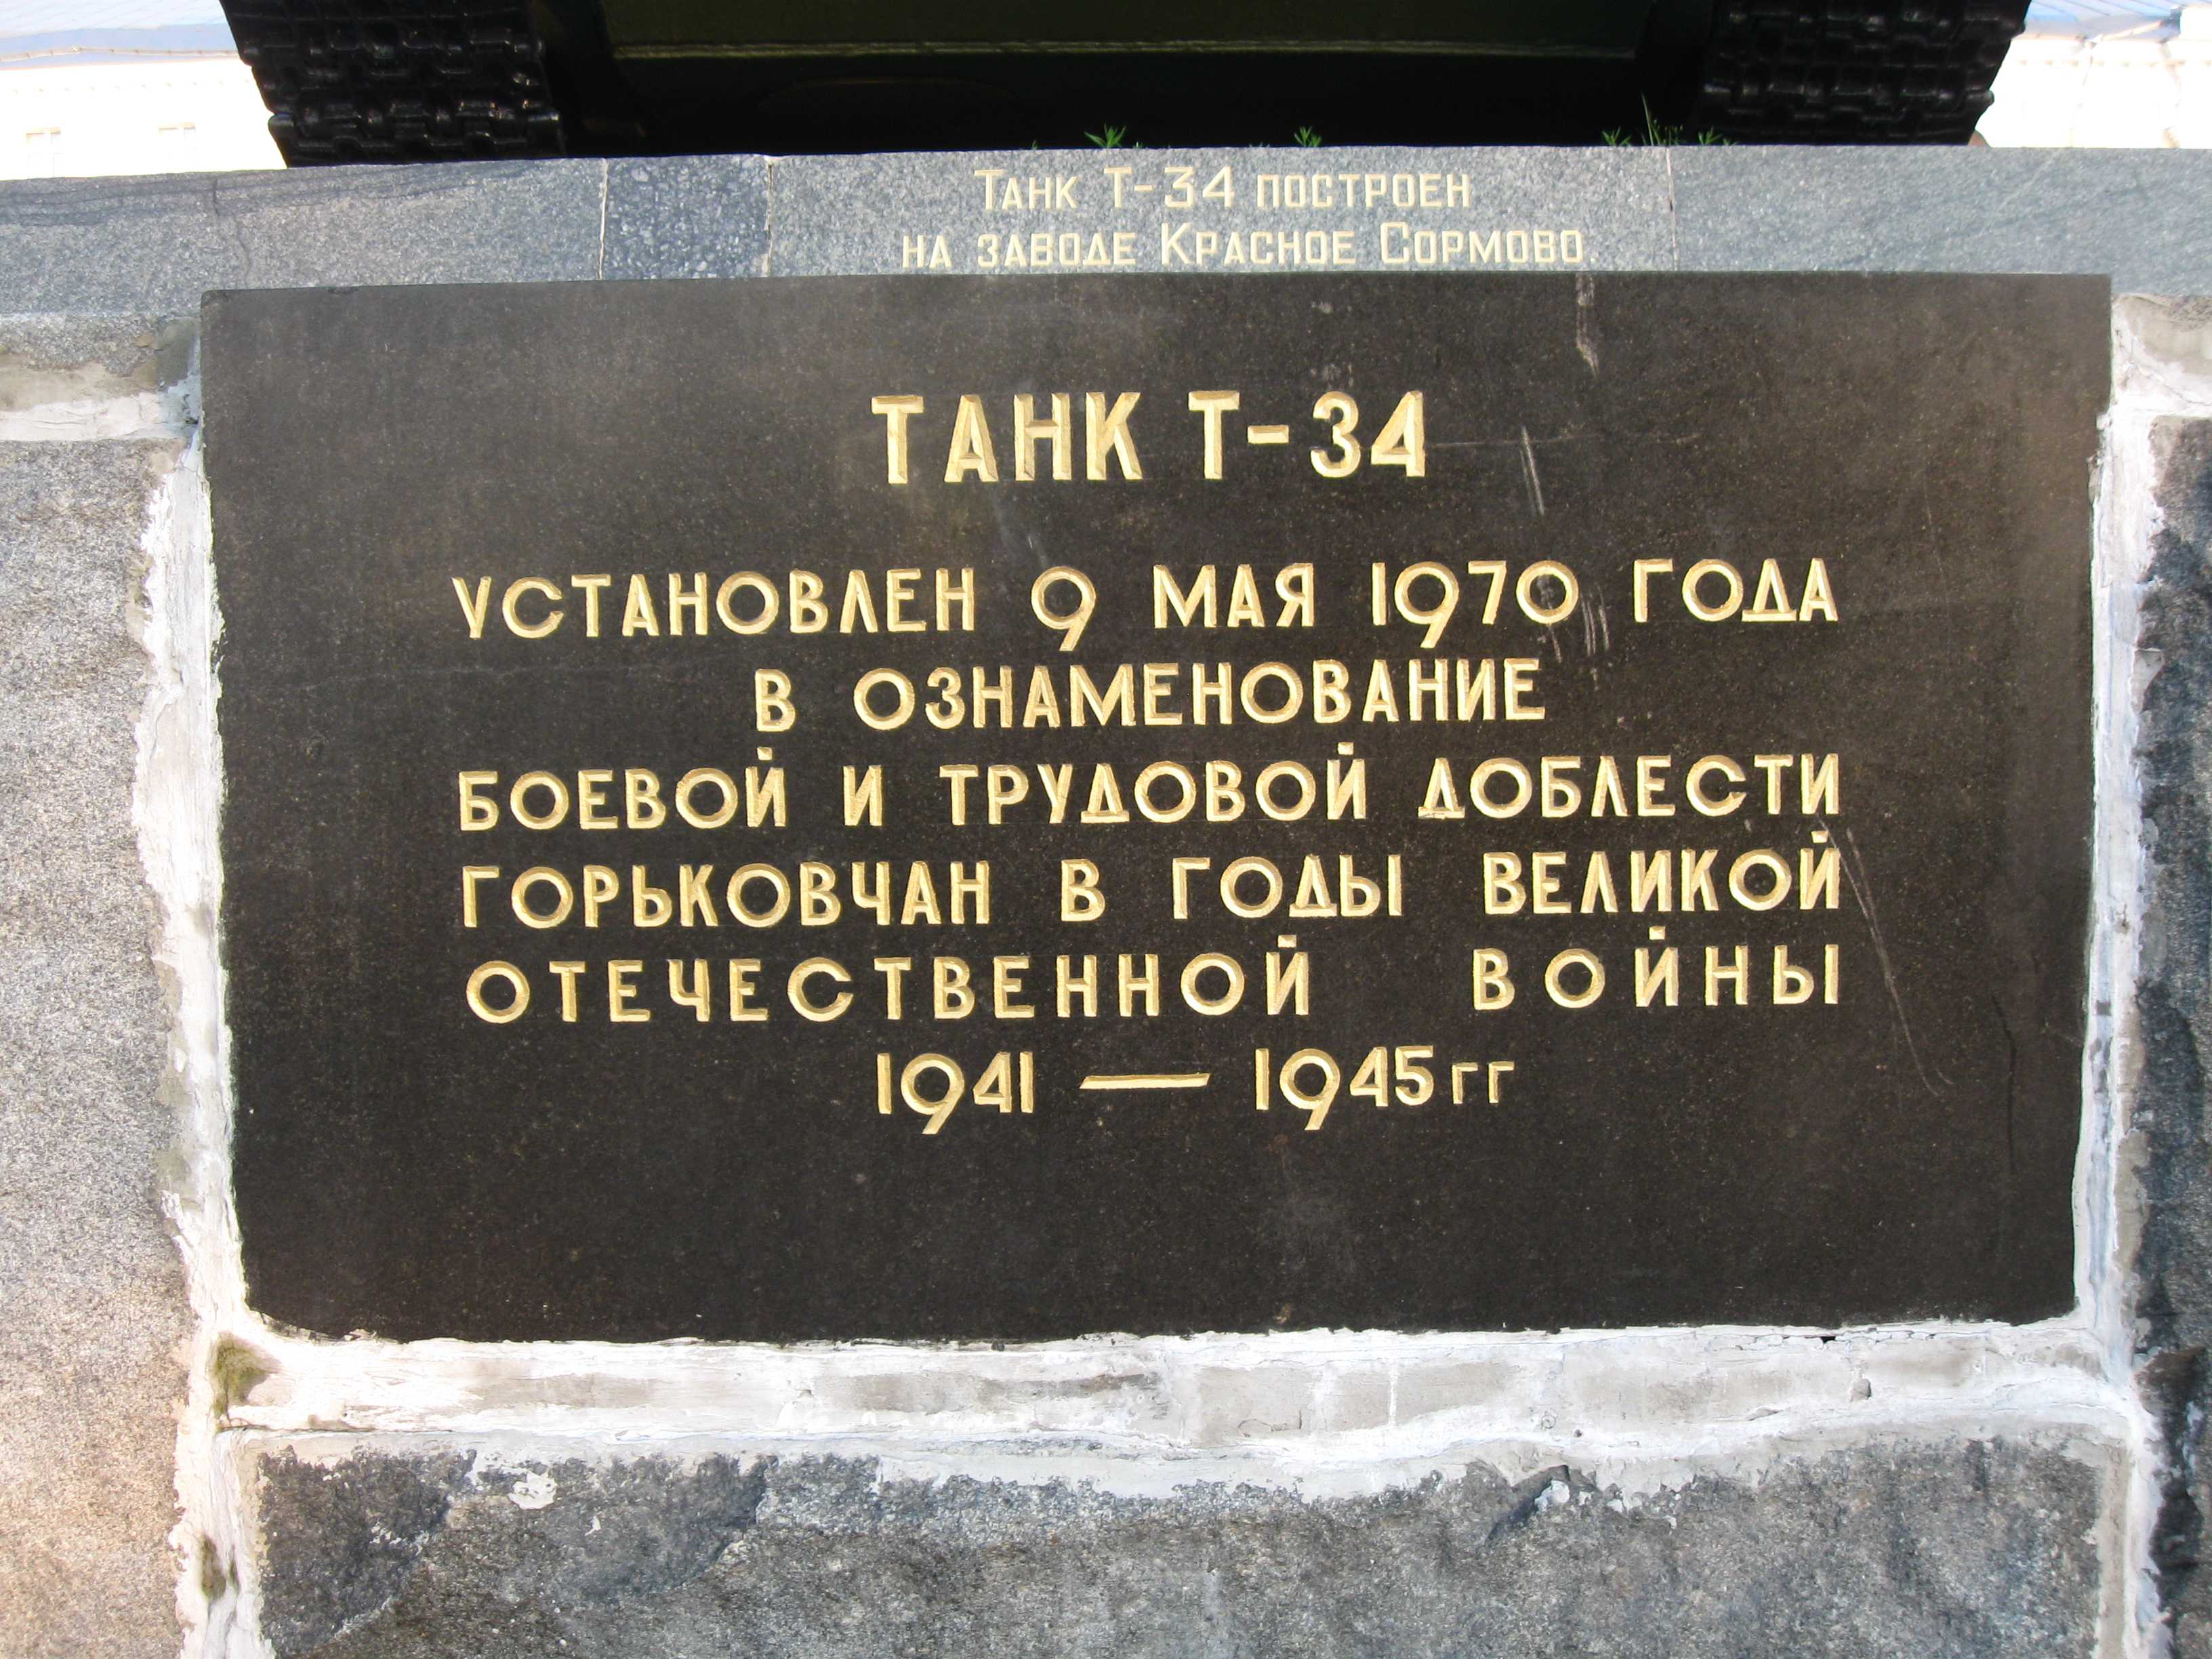 Танк Т-34 построен
на заводе Красное Сормово.
ТАНК Т-34
УСТАНОВЛЕН 9 МАЯ 1970 ГОДА
В ОЗНАМЕНОВАНИЕ
БОЕВОЙ И ТРУДОВОЙ ДОБЛЕСТИ
ГОРЬКОВЧАН В ГОДЫ ВЕЛИКОЙ
ОТЕЧЕСТВЕННОЙ ВОЙНЫ
1941 — 1945 гг